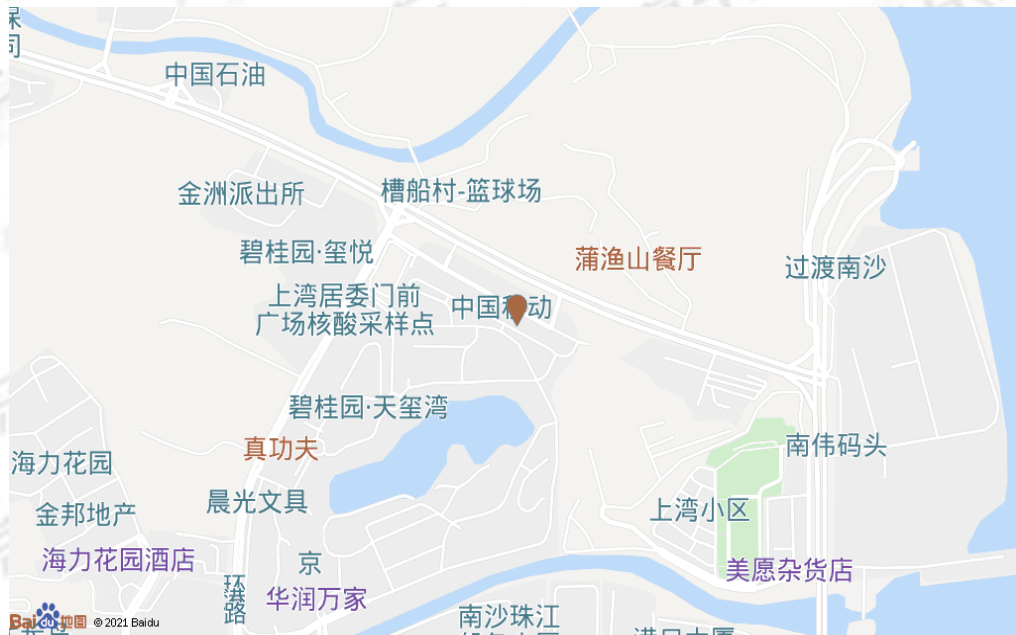 中国石油
金洲派出所
槽船村-篮球场
碧桂园·玺悦
蒲渔山餐厅
过渡南沙
上湾居委门前
广场核酸采样点
中国移动
碧桂园·天玺湾
真功夫
南伟码头
海力花园
晨光文具
金邦地产
上湾小区
海力花园酒店
京
美愿杂货店
环
华润万家
路
南沙珠江
Bai 地图 © 2021 Baidu